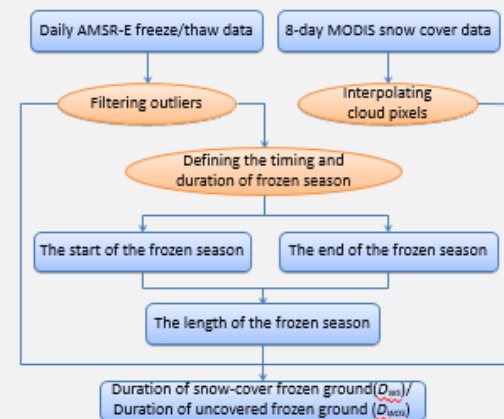 Daily AMSR-E freeze/thaw data
8-day MODIS snow cover data
Filtering outliers
Interpolating
cloud pixels
Defining the timing and
duration of frozen season
The start of the frozen season
The end of the frozen season
The length of the frozen season
Duration of snow-cover frozen ground(Dws)/
Duration of uncovered frozen ground (Dwos)